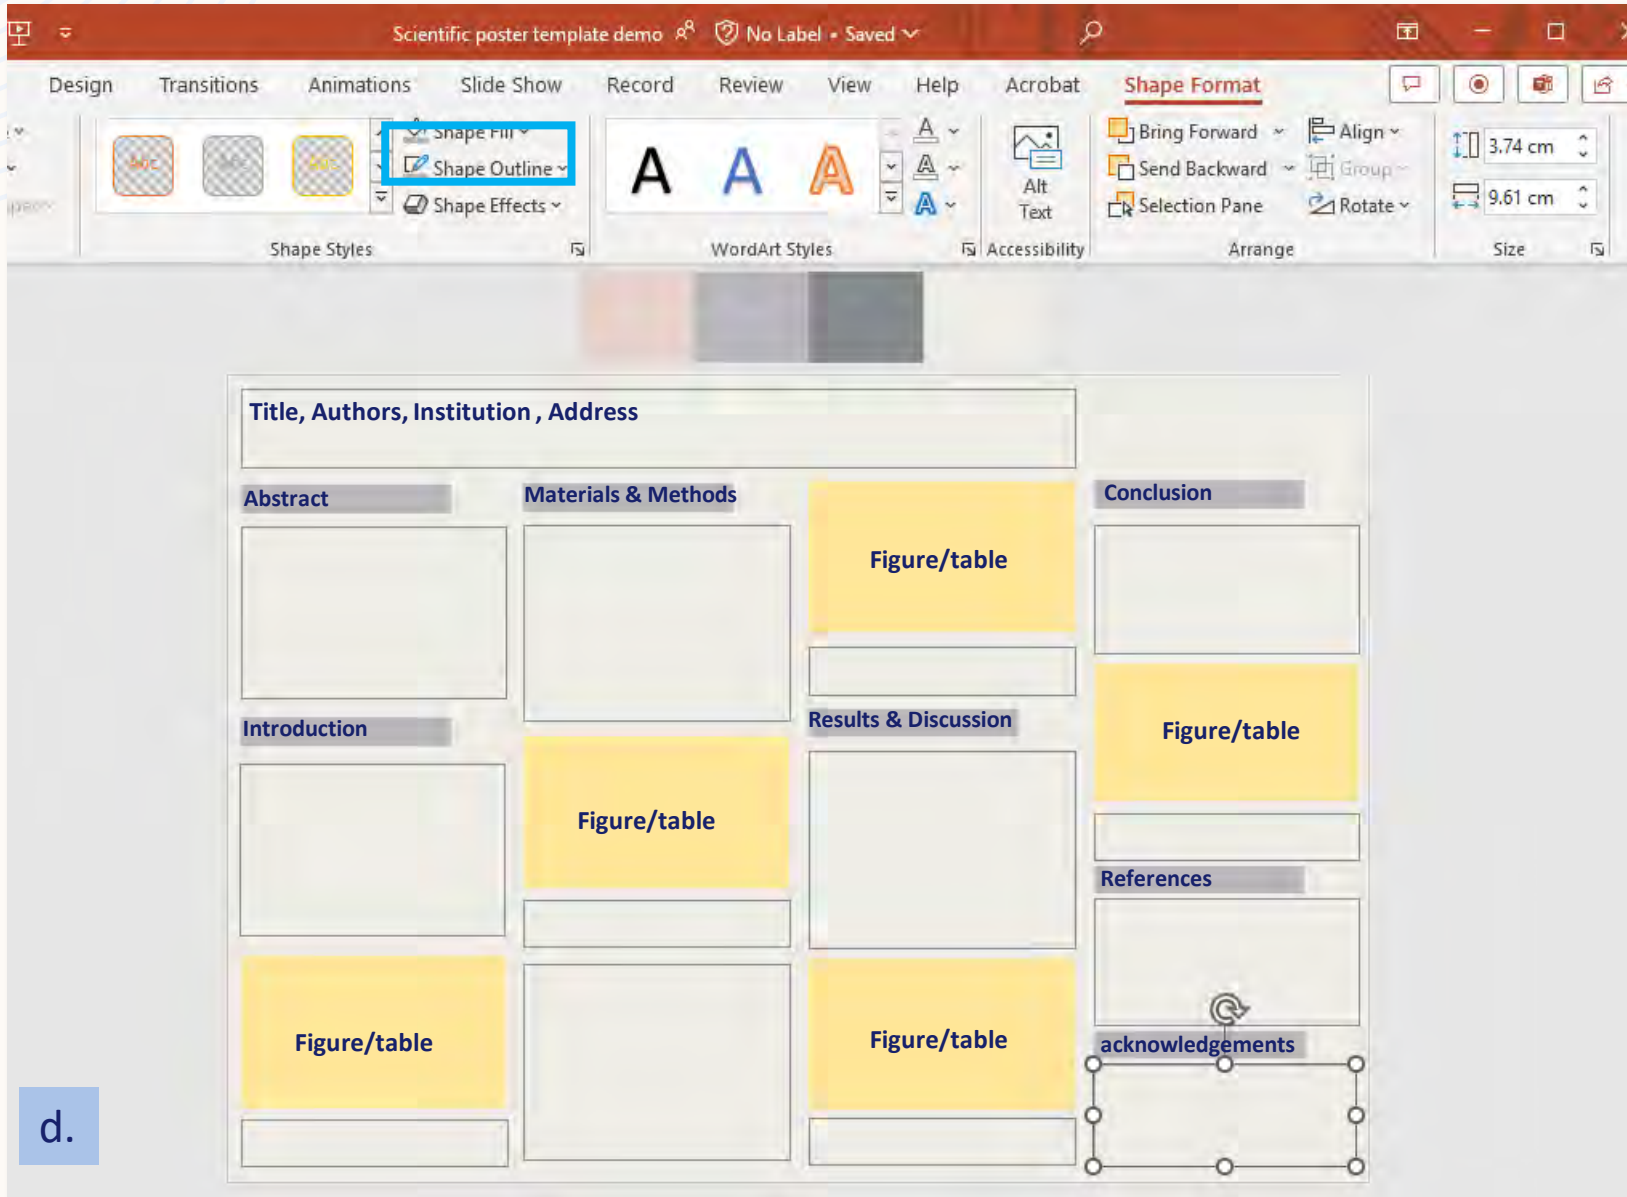 Scientific poster template demo No Label • Saved
Design Transitions Animations Slide Show Record Review View Help Acrobat Shape Format
Abc Abc Abc
Shape Fill
Shape Outline
Shape Effects
Shape Styles
A A A
WordArt Styles
A
A
A
Alt
Text
Accessibility
Bring Forward Align
Send Backward Group
Selection Pane Rotate
Arrange
3.74 cm
9.61 cm
Size
Title, Authors, Institution , Address
Abstract
Introduction
Figure/table
Materials & Methods
Figure/table
Figure/table
Results & Discussion
Figure/table
Conclusion
Figure/table
References
acknowledgements
d.